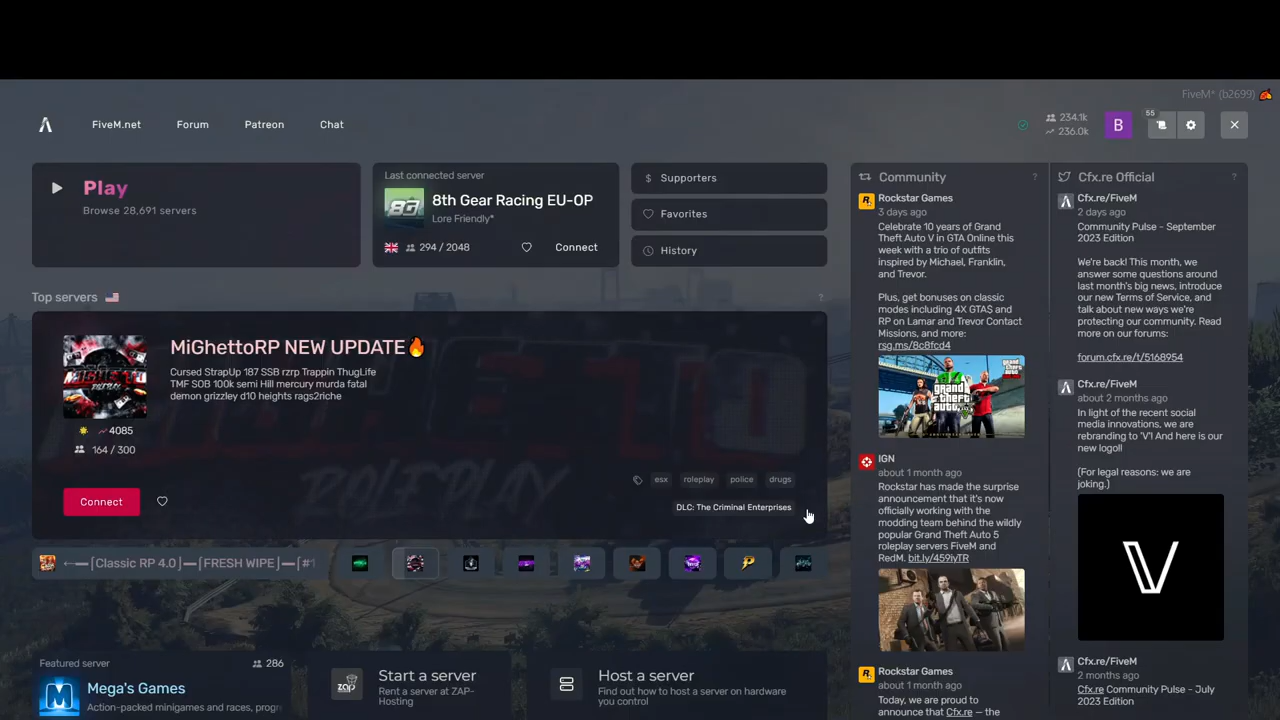 FiveM* (b2699)
FiveM.net
Forum
Patreon
Chat
234.1k
236.0k
B
55
Play
Browse 28,691 servers
Last connected server
8G
8th Gear Racing EU-OP
Lore Friendly*
294 / 2048
Connect
$ Supporters
Favorites
History
Top servers
?
MiGhettoRP NEW UPDATE🔥
Cursed StrapUp 187 SSB rzrp Trappin ThugLife
TMF SOB 100k semi Hill mercury murda fatal
demon grizzley d10 heights rags2riche
4085
164 / 300
ROLEPLAY
esx
roleplay
police
drugs
Connect
DLC: The Criminal Enterprises
←—⌈Classic RP 4.0⌋—⌈FRESH WIPE⌋—⌈#1
Featured server
286
Mega's Games
Action-packed minigames and races, progr
zap
Start a server
Rent a server at ZAP-
Hosting
Host a server
Find out how to host a server on hardware
you control
Community
?
Rockstar Games
3 days ago
Celebrate 10 years of Grand
Theft Auto V in GTA Online this
week with a trio of outfits
inspired by Michael, Franklin,
and Trevor.
Plus, get bonuses on classic
modes including 4X GTA$ and
RP on Lamar and Trevor Contact
Missions, and more:
rsg.ms/8c8fcd4
grand
theft
auto
IGN
about 1 month ago
Rockstar has made the surprise
announcement that it's now
officially working with the
modding team behind the wildly
popular Grand Theft Auto 5
roleplay servers FiveM and
RedM. bit.ly/459iyTR
Rockstar Games
about 1 month ago
Today, we are proud to
announce that Cfx.re — the
Cfx.re Official
?
Cfx.re/FiveM
2 days ago
Community Pulse - September
2023 Edition
We're back! This month, we
answer some questions around
last month's big news, introduce
our new Terms of Service, and
talk about new ways we're
protecting our community. Read
more on our forums:
forum.cfx.re/t/5168954
Cfx.re/FiveM
about 2 months ago
In light of the recent social
media innovations, we are
rebranding to 'V'! And here is our
new logo!!
(For legal reasons: we are
joking.)
V
Cfx.re/FiveM
2 months ago
Cfx.re Community Pulse - July
2023 Edition